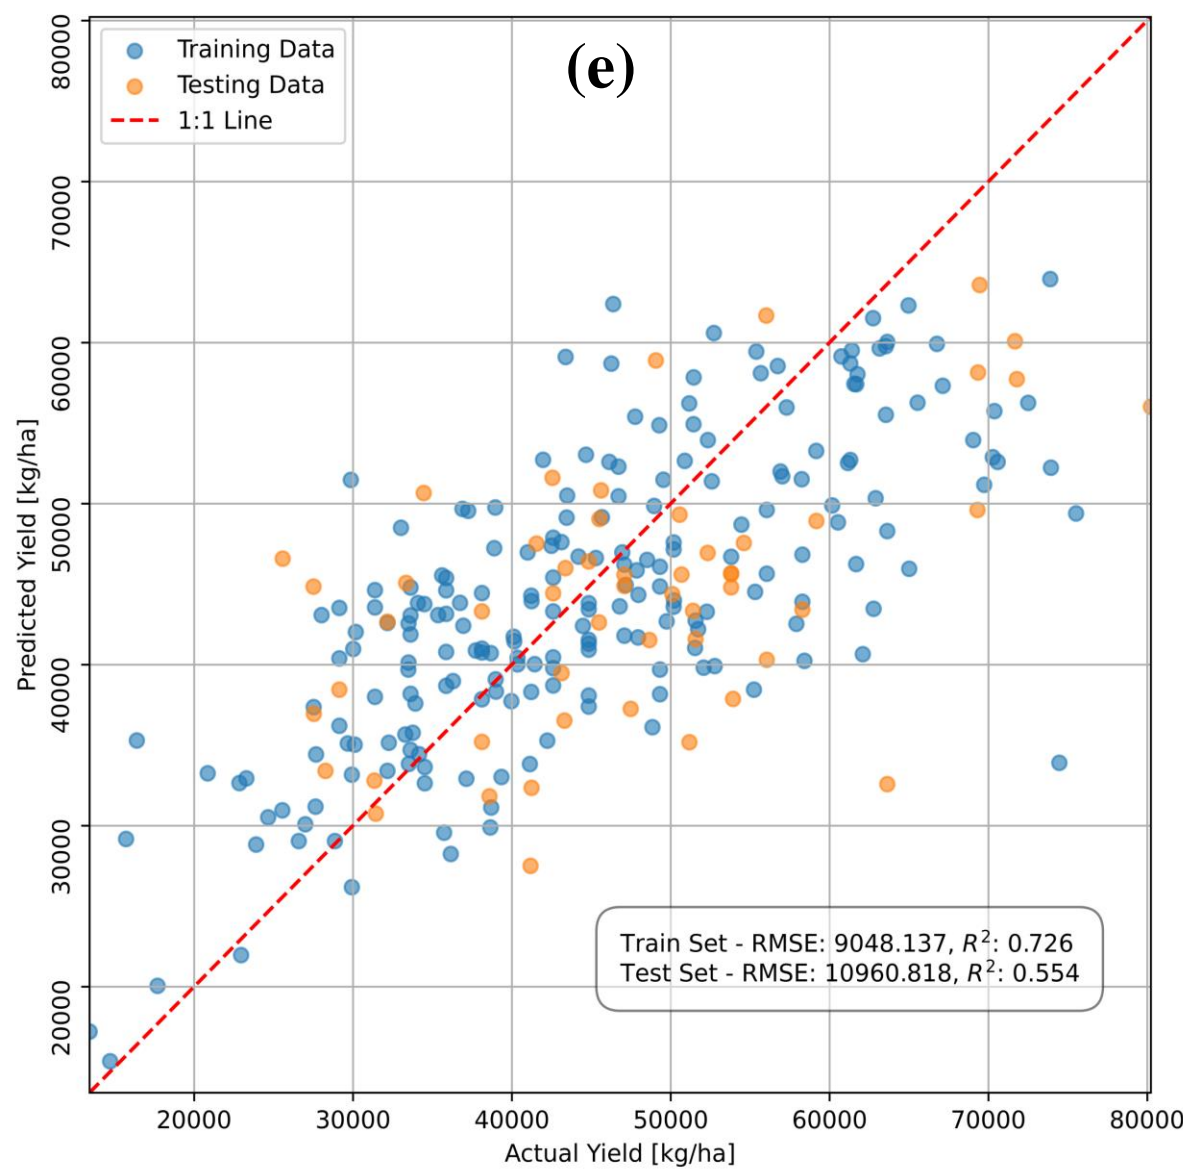 (e)
Training Data
Testing Data
1:1 Line
80000
70000
60000
50000
40000
30000
20000
Predicted Yield [kg/ha]
Train Set - RMSE: 9048.137, R²: 0.726
Test Set - RMSE: 10960.818, R²: 0.554
20000 30000 40000 50000 60000 70000 80000
Actual Yield [kg/ha]